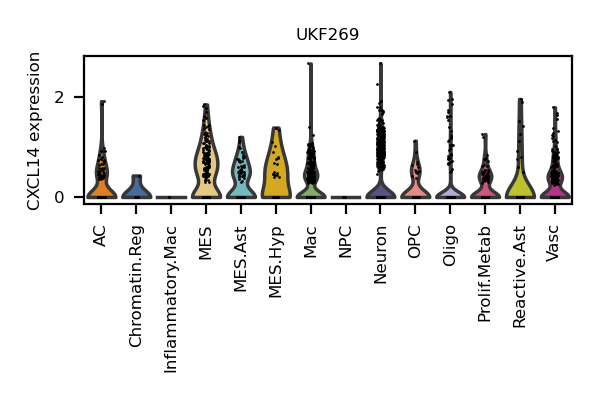 UKF269
CXCL14 expression
2
0
AC
Chromatin.Reg
Inflammatory.Mac
MES
MES.Ast
MES.Hyp
Mac
NPC
Neuron
OPC
Oligo
Prolif.Metab
Reactive.Ast
Vasc